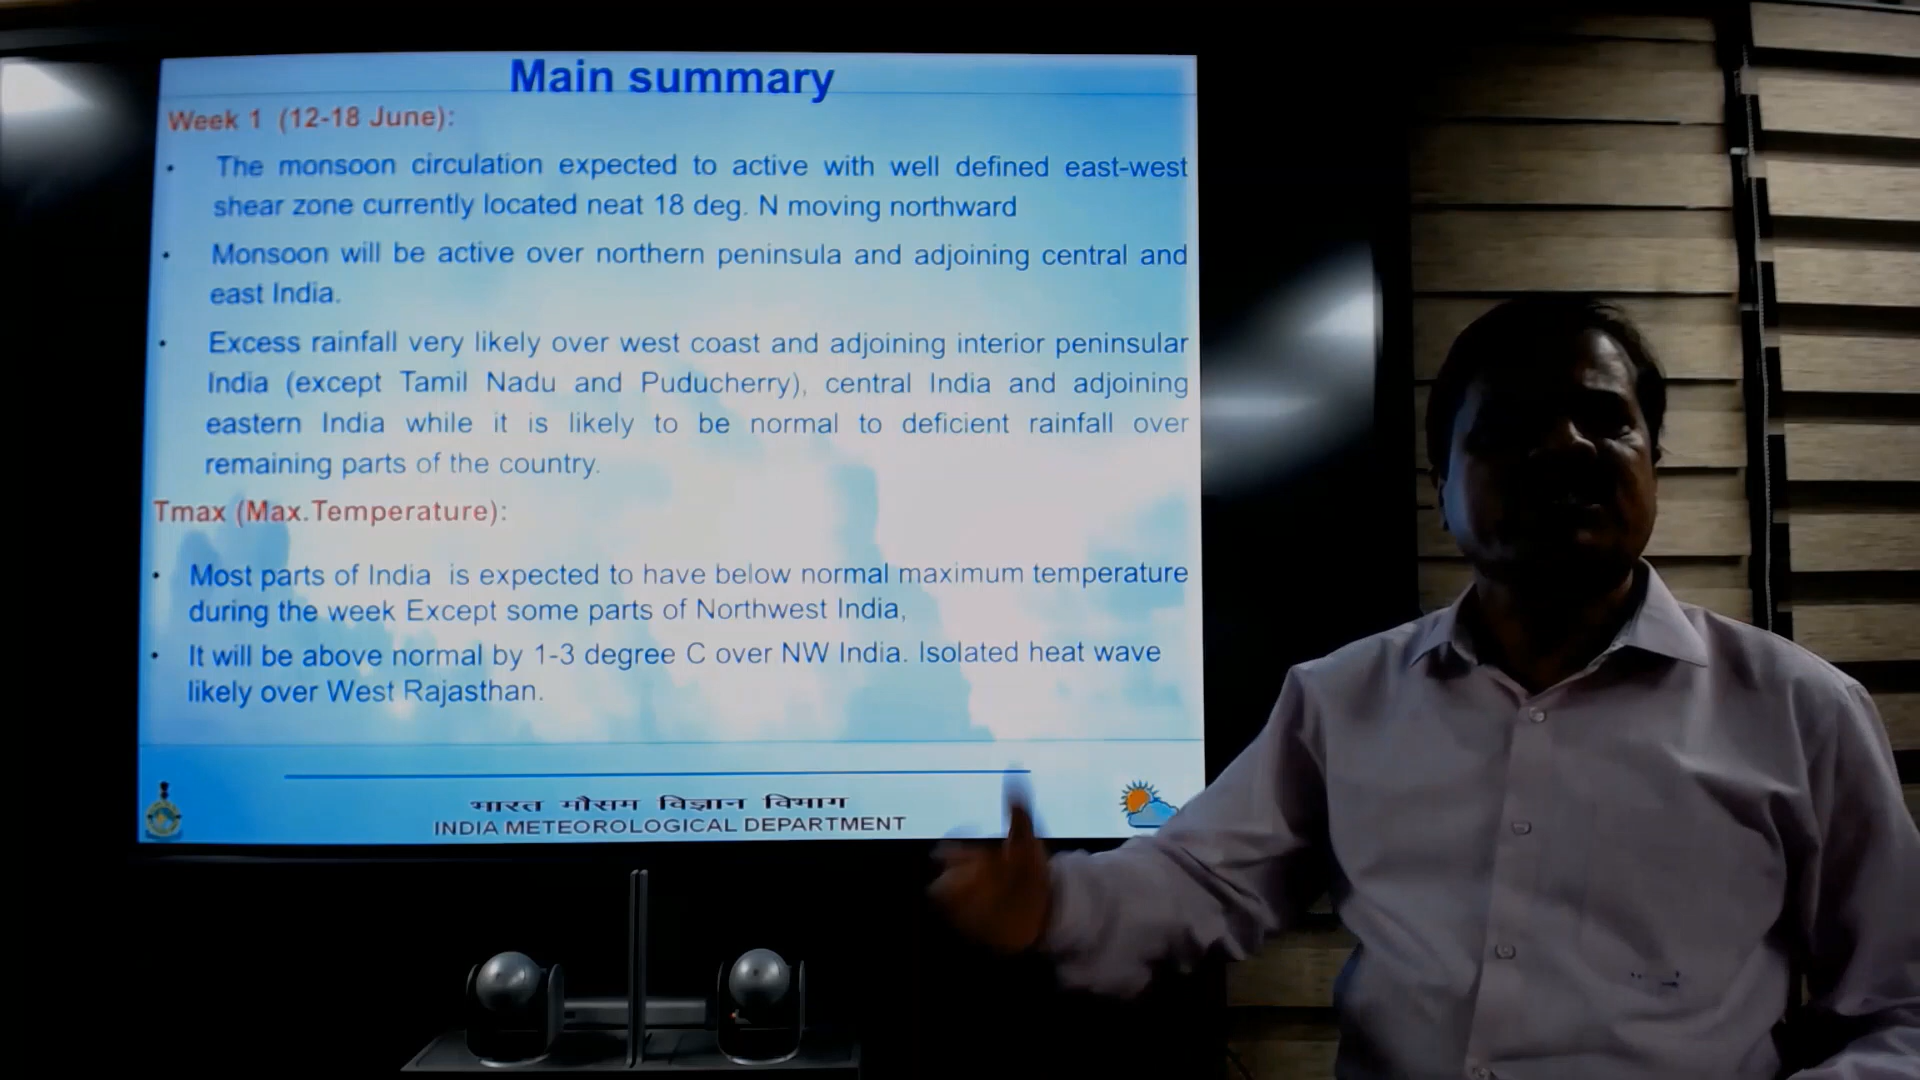 Main summary
Week 1 (12-18 June):
• The monsoon circulation expected to active with well defined east-west
shear zone currently located neat 18 deg. N moving northward
• Monsoon will be active over northern peninsula and adjoining central and
east India.
• Excess rainfall very likely over west coast and adjoining interior peninsular
India (except Tamil Nadu and Puducherry), central India and adjoining
eastern India while it is likely to be normal to deficient rainfall over
remaining parts of the country.
Tmax (Max.Temperature):
• Most parts of India is expected to have below normal maximum temperature
during the week Except some parts of Northwest India,
• It will be above normal by 1-3 degree C over NW India. Isolated heat wave
likely over West Rajasthan.
भारत मौसम विज्ञान विभाग
INDIA METEOROLOGICAL DEPARTMENT